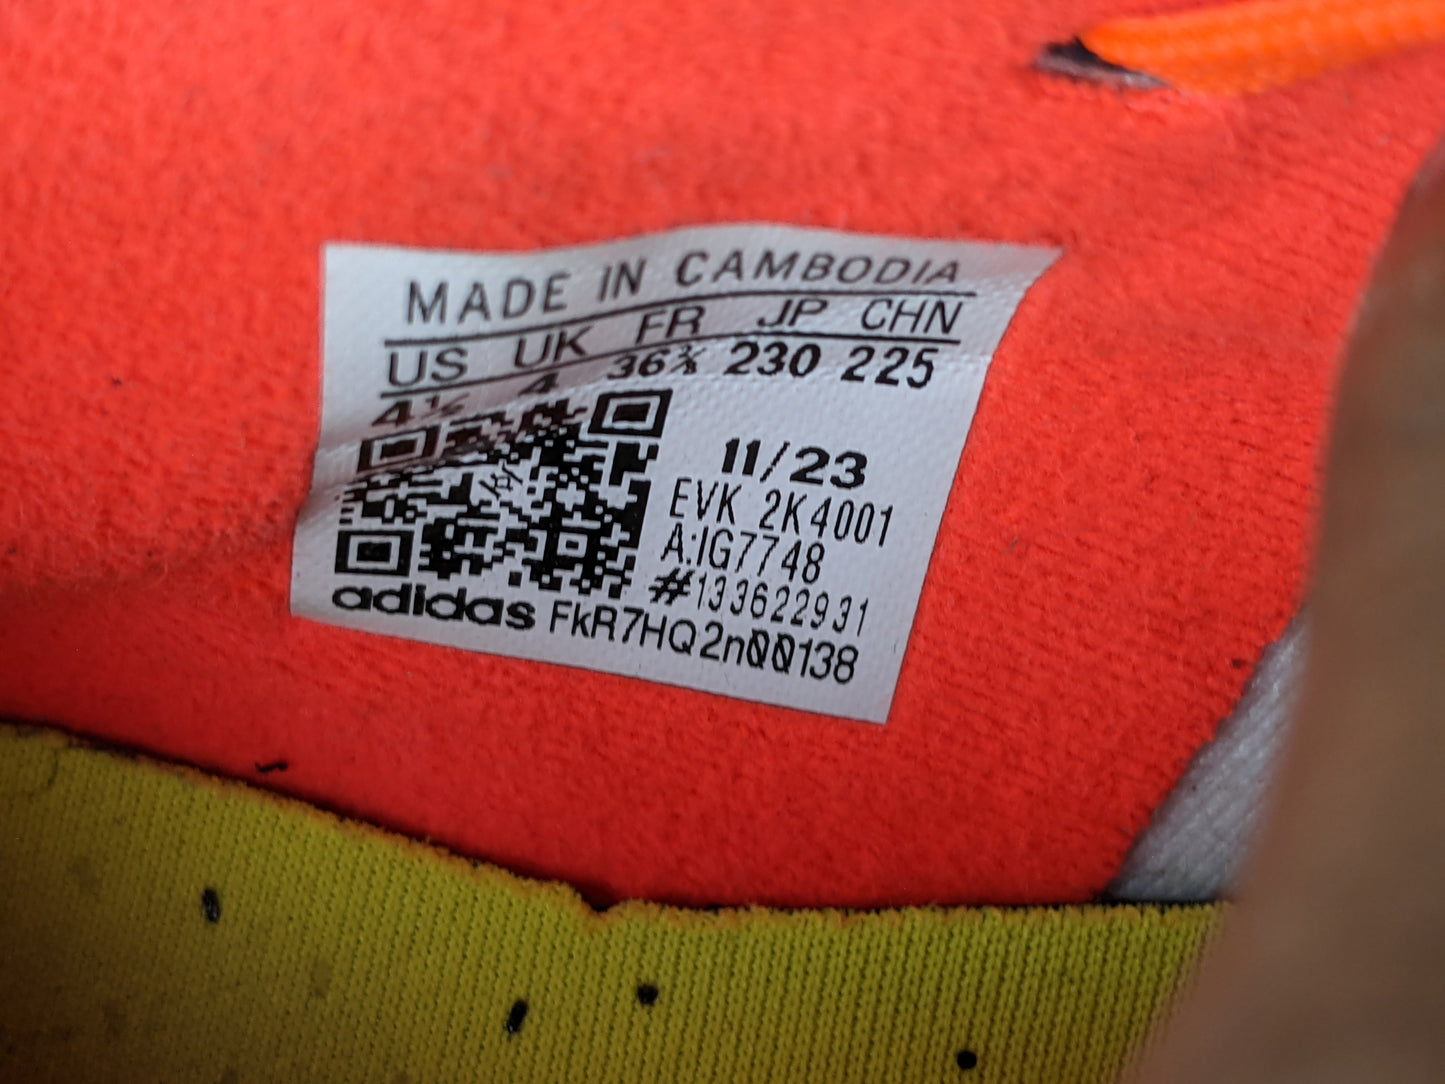 MADE IN CAMBODIA
US UK FR JP CHN
4½ 4 36⅔ 230 225
11/23
EVK 2K4001
A:IG7748
#133622931
adidas FkR7HQ2n00138